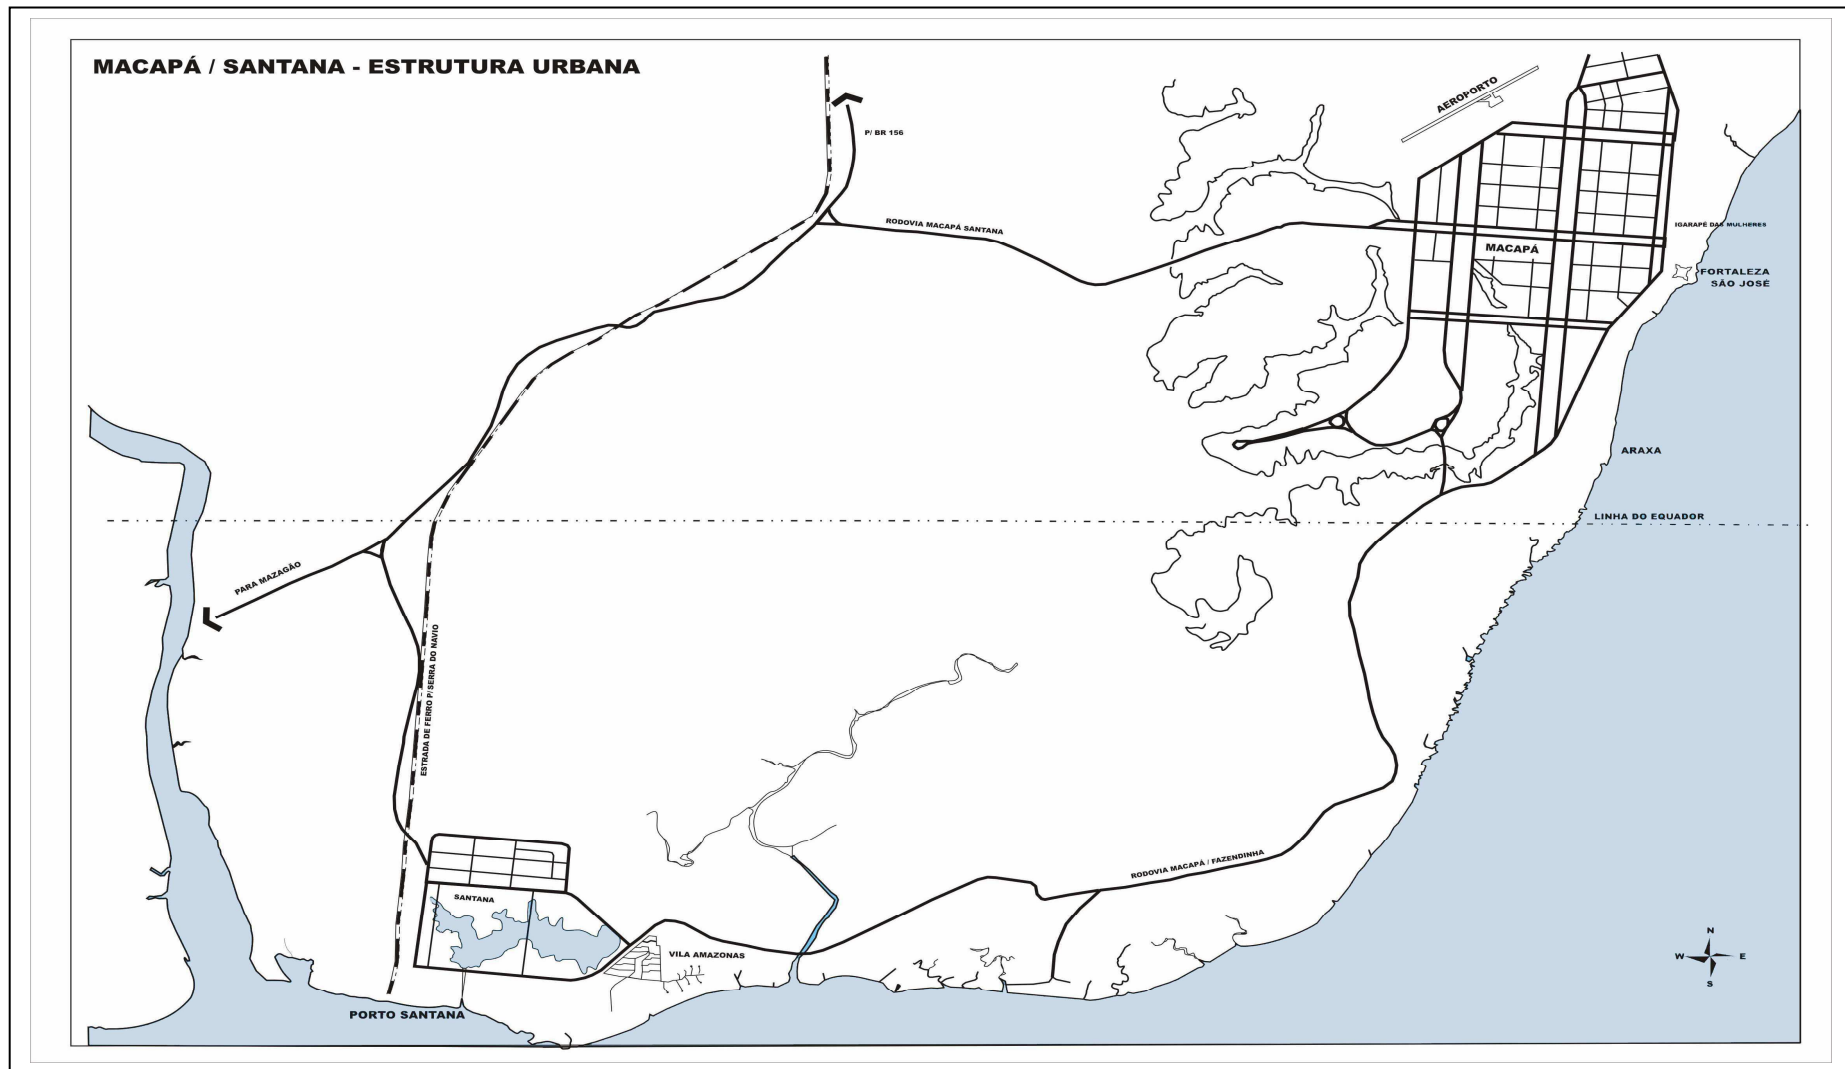 MACAPÁ / SANTANA - ESTRUTURA URBANA
AEROPORTO
P/ BR 156
RODOVIA MACAPÁ SANTANA
IGARAPÉ DAS MULHERES
MACAPÁ
FORTALEZA
SÃO JOSÉ
ARAXA
LINHA DO EQUADOR
PARA MAZAGÃO
ESTRADA DE FERRO P/SERRA DO NAVIO
RODOVIA MACAPÁ / FAZENDINHA
SANTANA
VILA AMAZONAS
N
W
E
S
PORTO SANTANA